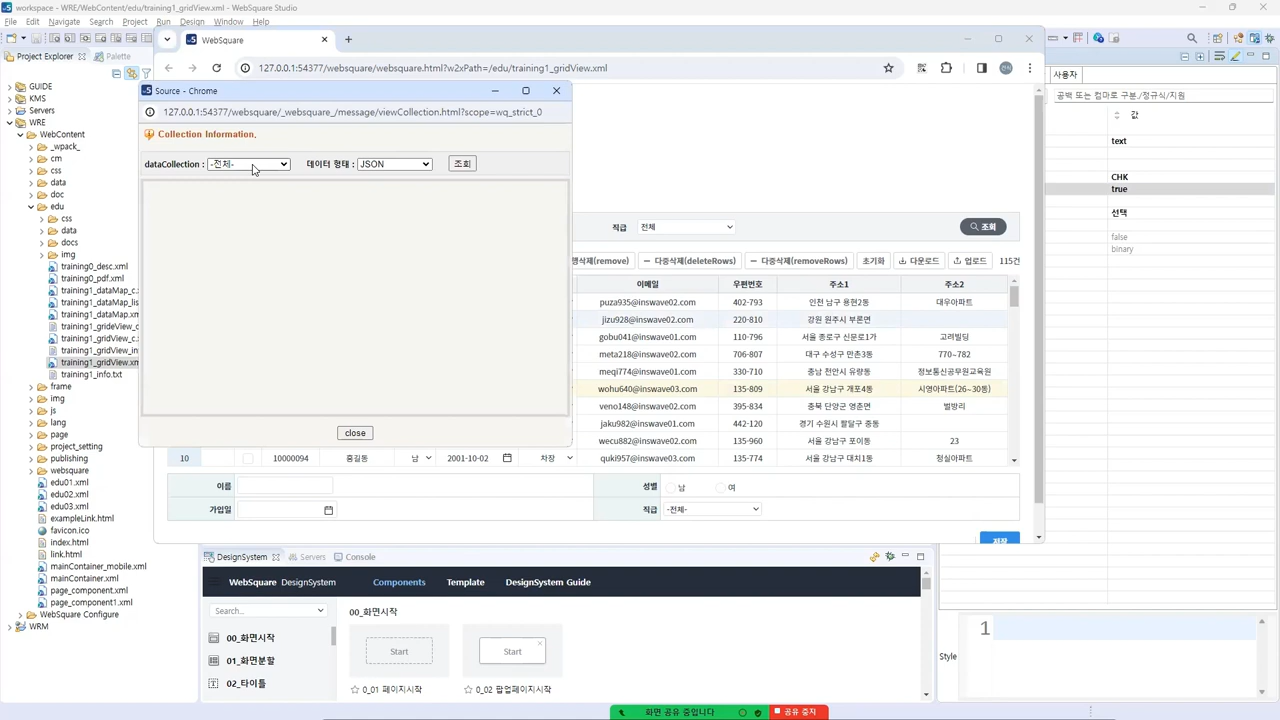 workspace - WRE/WebContent/edu/training1_gridView.xml - WebSquare Studio
File Edit Navigate Search Project Run Design Window Help
Project Explorer
Palette
GUIDE
KMS
Servers
WRE
WebContent
_wpack_
cm
css
data
doc
edu
css
data
docs
img
training0_desc.xml
training0_pdf.xml
training1_dataMap_c.
training1_dataMap_lis
training1_dataMap.xm
training1_grideView_c
training1_gridView_c.
training1_gridView_in
training1_gridView.xm
training1_info.txt
frame
img
js
lang
page
project_setting
publishing
websquare
edu01.xml
edu02.xml
edu03.xml
exampleLink.html
favicon.ico
index.html
link.html
mainContainer_mobile.xml
mainContainer.xml
page_component.xml
page_component1.xml
WebSquare Configure
WRM
WebSquare
127.0.0.1:54377/websquare/websquare.html?w2xPath=/edu/training1_gridView.xml
Source - Chrome
127.0.0.1:54377/websquare/_websquare_/message/viewCollection.html?scope=wq_strict_0
Collection Information.
dataCollection : -전체- 데이터 형태 : JSON 조회
close
직급 전체 조회
행삭제(remove) 다중삭제(deleteRows) 다중삭제(removeRows) 초기화 다운로드 업로드 115건
이메일 우편번호 주소1 주소2
puza935@inswave02.com 402-793 인천 남구 용현2동 대우아파트
jizu928@inswave02.com 220-810 강원 원주시 부론면
gobu041@inswave01.com 110-796 서울 종로구 신문로1가 고려빌딩
meta218@inswave02.com 706-807 대구 수성구 만촌3동 770~782
meqi774@inswave01.com 330-710 충남 천안시 유량동 정보통신공무원교육원
wohu640@inswave03.com 135-809 서울 강남구 개포4동 시영아파트(26~30동)
veno148@inswave02.com 395-834 충북 단양군 영춘면 벌방리
jaku982@inswave01.com 442-120 경기 수원시 팔달구 중동
wecu882@inswave02.com 135-960 서울 강남구 포이동 23
10 10000094 홍길동 남 2001-10-02 차장 quki957@inswave03.com 135-774 서울 강남구 대치1동 정실아파트
이름 성별 남 여
가입일 직급 -전체-
저장
사용자
공백 또는 컴마로 구분./정규식/지원
값
text
CHK
true
선택
false
binary
DesignSystem Servers Console
WebSquare DesignSystem Components Template DesignSystem Guide
Search...
00_화면시작
01_화면분할
02_타이틀
00_화면시작
Start
Start
0_01 페이지시작
0_02 팝업페이지시작
1
Style
화면 공유 중입니다
공유 중지